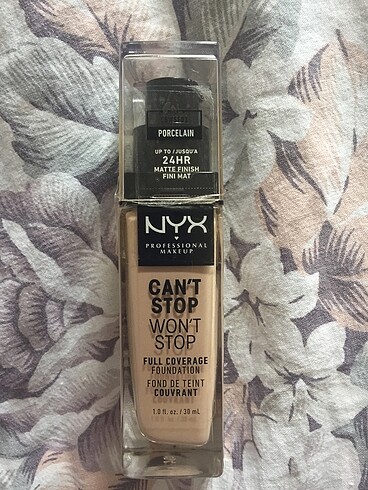 PORCELAIN
UP TO / JUSQU'À
24HR
MATTE FINISH
FINI MAT
NYX
PROFESSIONAL
MAKEUP
CAN'T
STOP
WON'T
STOP
FULL COVERAGE
FOUNDATION
FOND DE TEINT
COUVRANT
1.0 fl. oz. / 30 mL